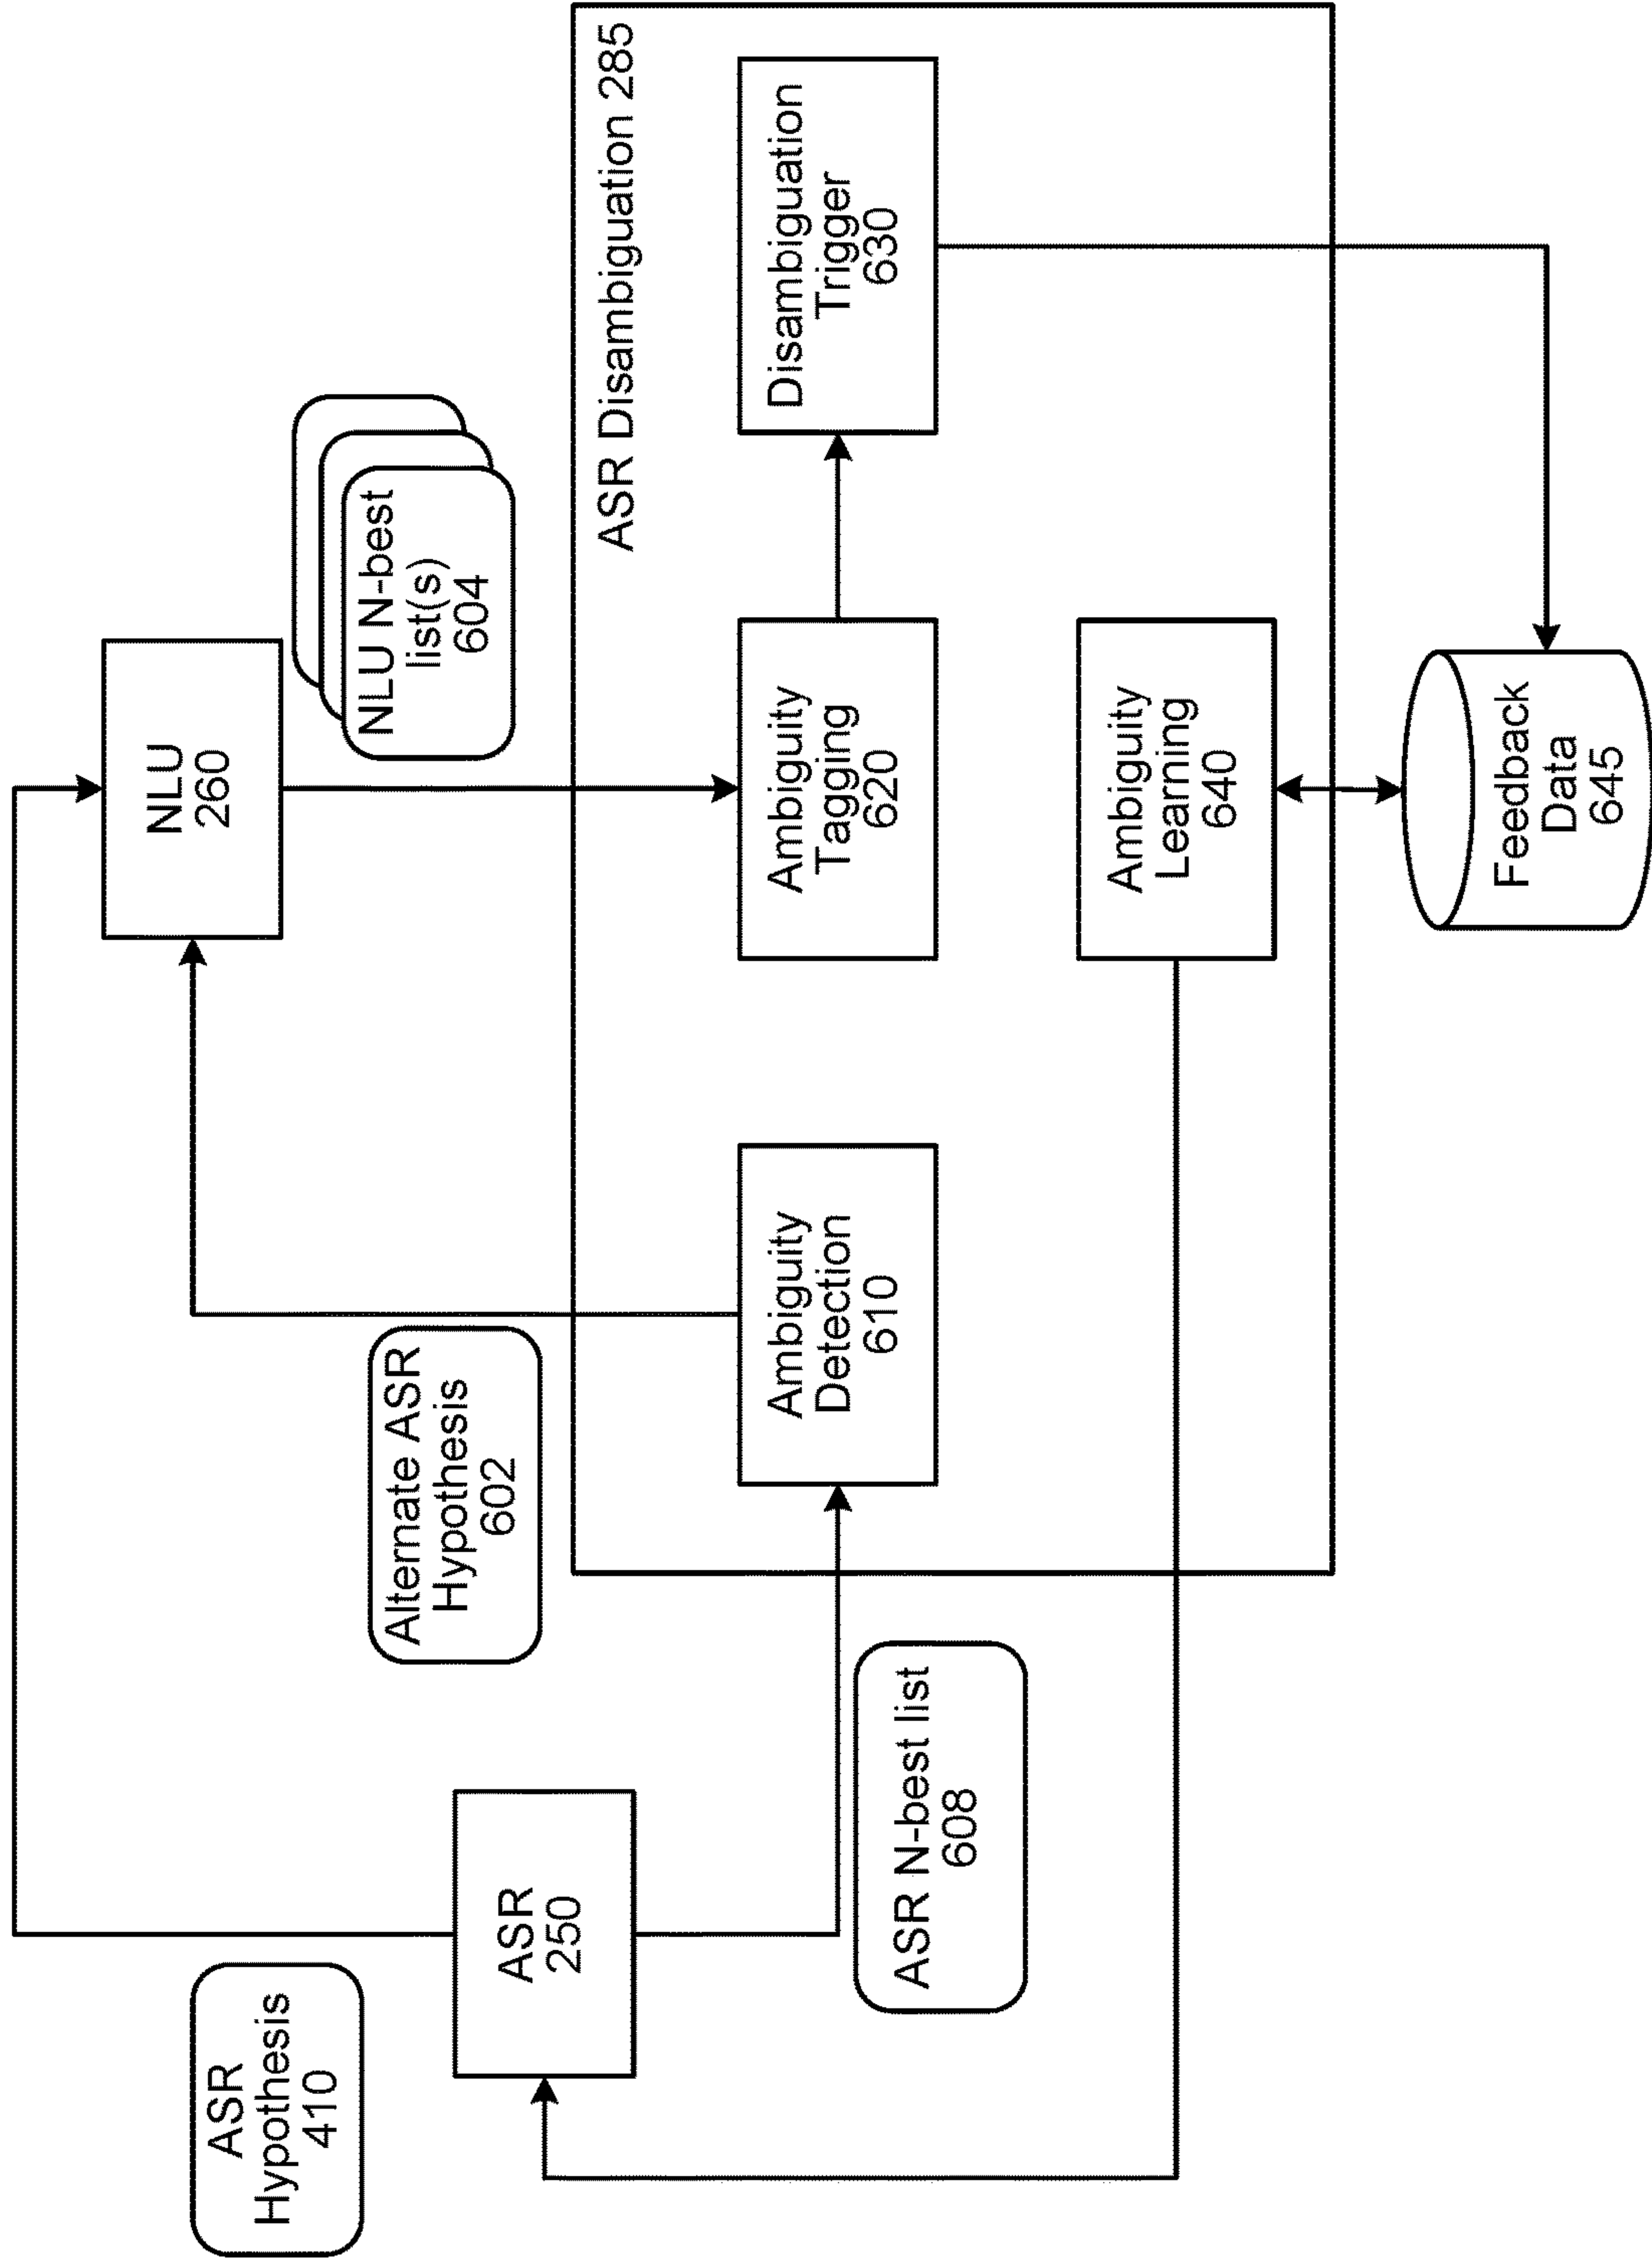 ASR
Hypothesis
410
NLU
260
NLU N-best
list(s)
604
Alternate ASR
Hypothesis
602
ASR
250
ASR N-best list
608
ASR Disambiguation 285
Ambiguity
Detection
610
Ambiguity
Tagging
620
Disambiguation
Trigger
630
Ambiguity
Learning
640
Feedback
Data
645